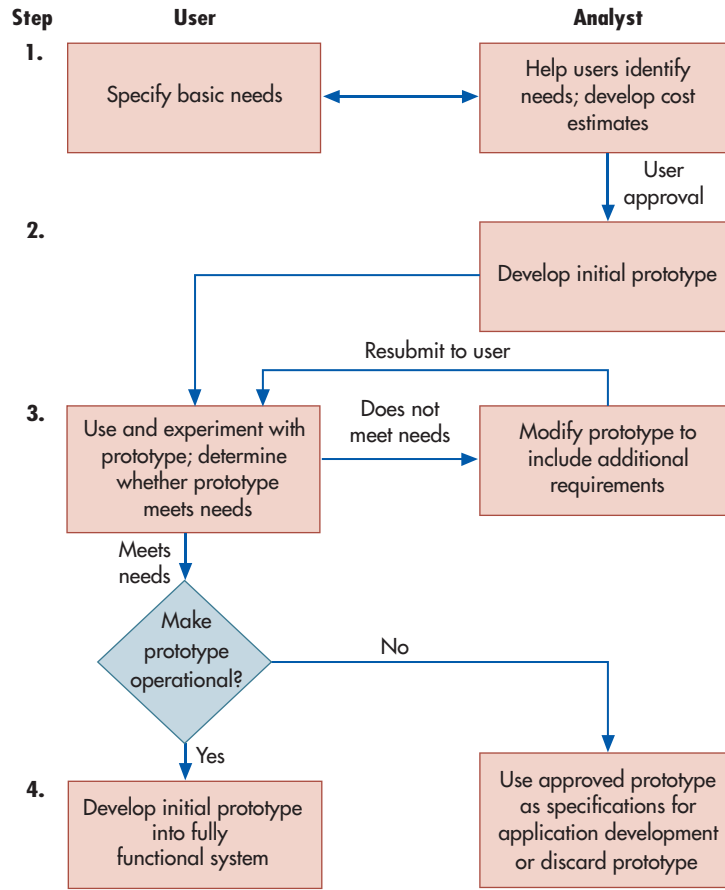 Step
User
Analyst
1.
Specify basic needs
Help users identify
needs; develop cost
estimates
User
approval
2.
Develop initial prototype
Resubmit to user
3.
Use and experiment with
prototype; determine
whether prototype
meets needs
Does not
meet needs
Modify prototype to
include additional
requirements
Meets
needs
Make
prototype
operational?
No
Yes
4.
Develop initial prototype
into fully
functional system
Use approved prototype
as specifications for
application development
or discard prototype